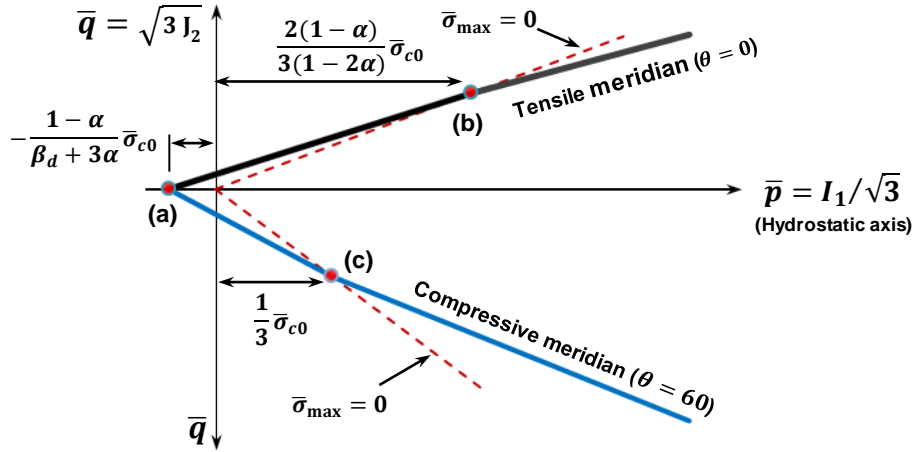 q̅ = √(3 J₂)
σ̅max = 0
2(1 − α)/3(1 − 2α) σ̅c0
Tensile meridian (θ = 0)
(b)
− (1 − α)/(βd + 3α) σ̅c0
(a)
p̅ = I₁/√3
(Hydrostatic axis)
(c)
1/3 σ̅c0
Compressive meridian (θ = 60)
σ̅max = 0
q̅